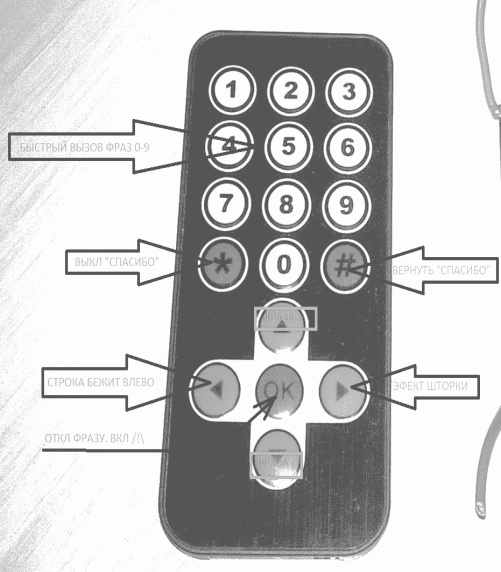 1 2 3
БЫСТРЫЙ ВЫЗОВ ФРАЗ 0-9
4 5 6
7 8 9
ВЫКЛ "СПАСИБО"
* 0 #
ВЕРНУТЬ "СПАСИБО"
СТРОКА БЕЖИТ ВЛЕВО
OK
ЭФЕКТ ШТОРКИ
ОТКЛ ФРАЗУ. ВКЛ /!\